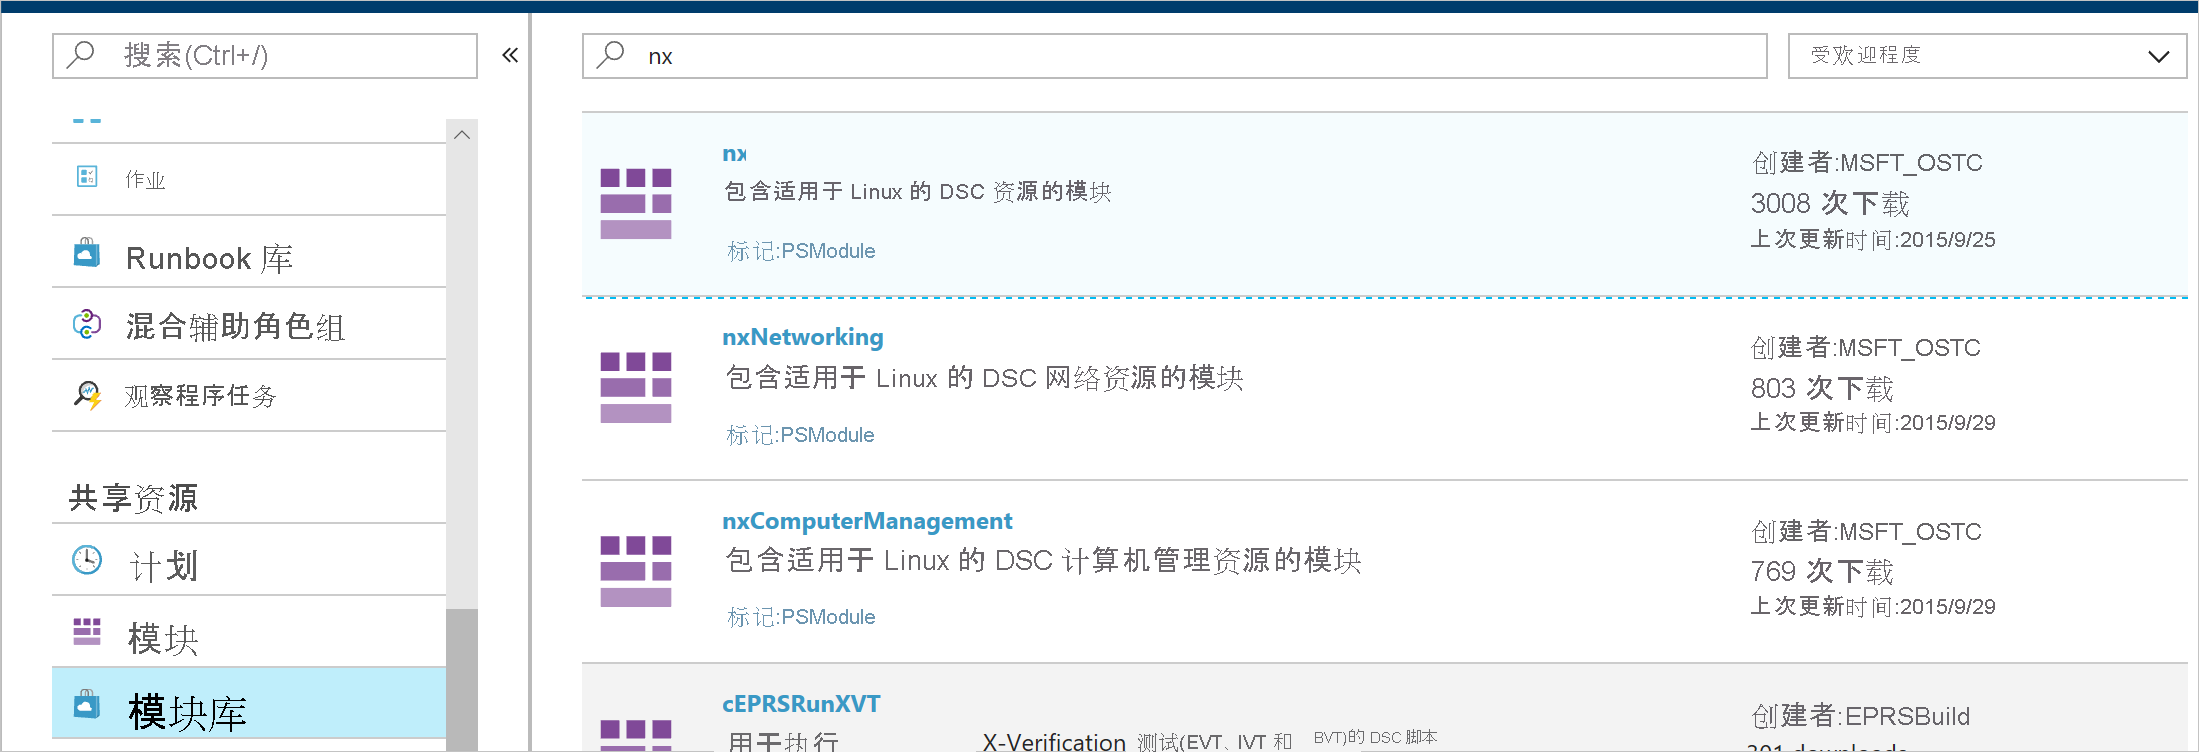 搜索(Ctrl+/)
«
nx
受欢迎程度
作业
Runbook 库
混合辅助角色组
观察程序任务
共享资源
计划
模块
模块库
nx
包含适用于 Linux 的 DSC 资源的模块
标记:PSModule
创建者:MSFT_OSTC
3008 次下载
上次更新时间:2015/9/25
nxNetworking
包含适用于 Linux 的 DSC 网络资源的模块
标记:PSModule
创建者:MSFT_OSTC
803 次下载
上次更新时间:2015/9/29
nxComputerManagement
包含适用于 Linux 的 DSC 计算机管理资源的模块
标记:PSModule
创建者:MSFT_OSTC
769 次下载
上次更新时间:2015/9/29
cEPRSRunXVT
用于执行 X-Verification 测试(EVT、IVT 和 BVT)的 DSC 脚本
创建者:EPRSBuild
301 downloads